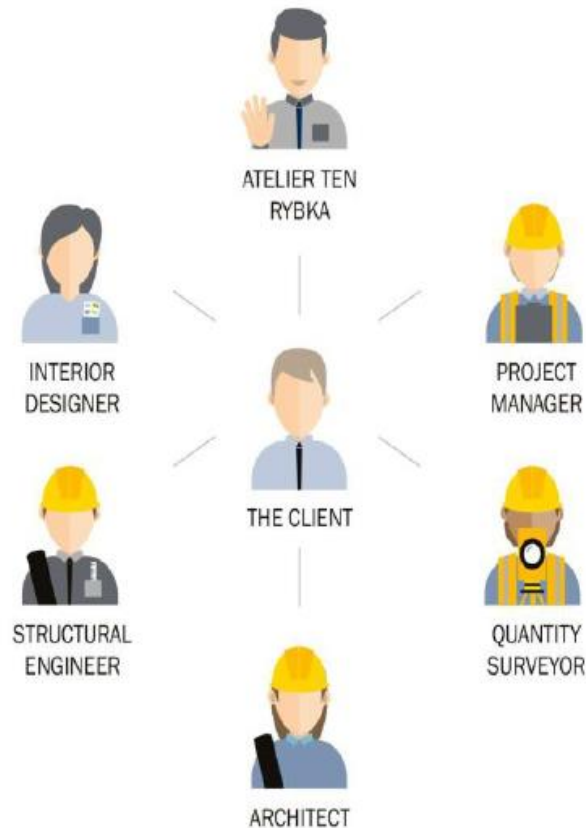 ATELIER TEN
RYBKA
INTERIOR
DESIGNER
PROJECT
MANAGER
THE CLIENT
STRUCTURAL
ENGINEER
QUANTITY
SURVEYOR
ARCHITECT